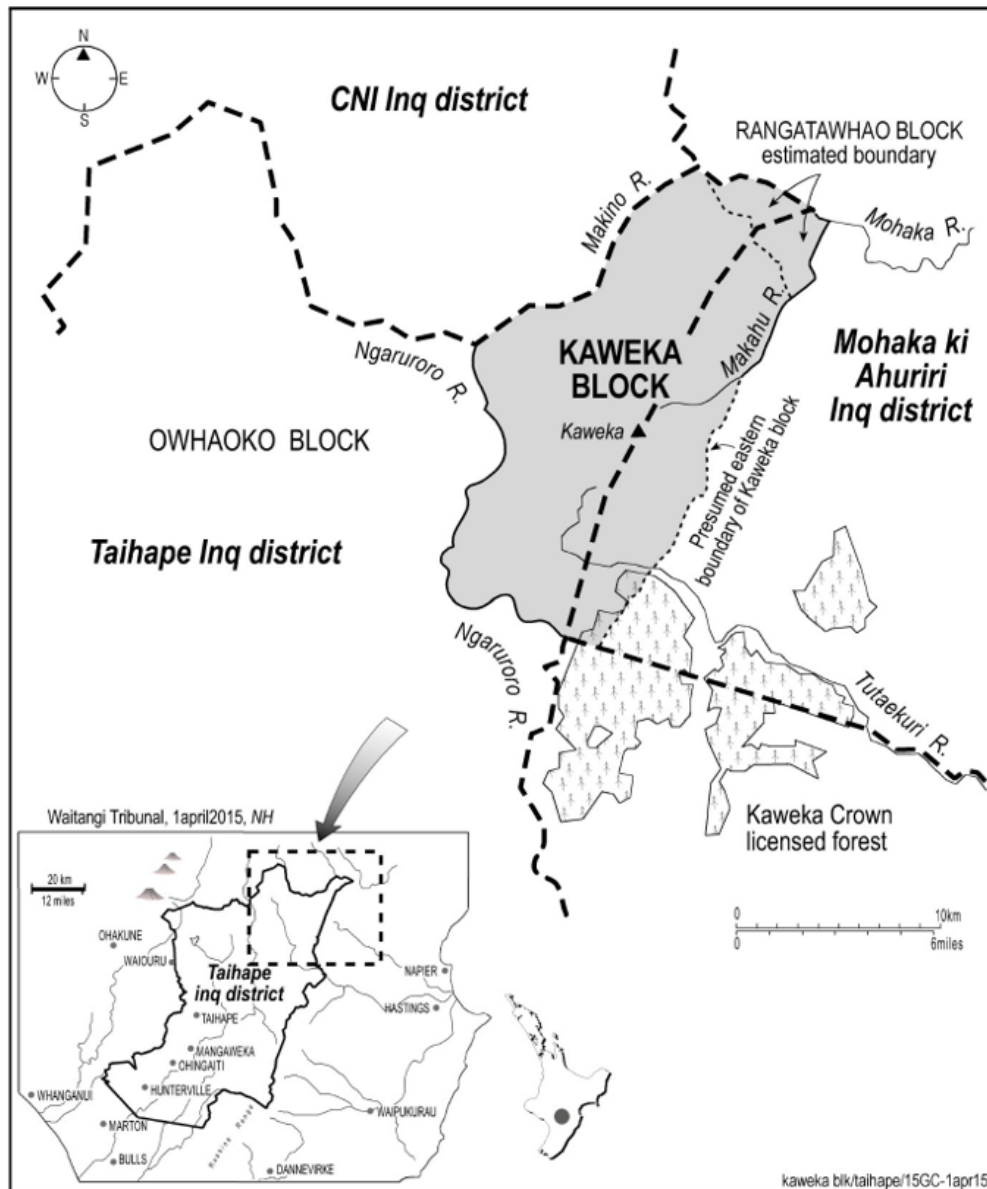 N
W E
S
CNI Inq district
RANGATAWHAO BLOCK
estimated boundary
Makino R.
Mohaka R.
Ngaruroro R.
KAWEKA
BLOCK
Makahu R.
Mohaka ki
Ahuriri
Inq district
OWHAOKO BLOCK
Kaweka
Presumed eastern
boundary of Kaweka block
Taihape Inq district
Ngaruroro R.
Tutaekuri R.
Kaweka Crown
licensed forest
0 10km
0 6miles
Waitangi Tribunal, 1april2015, NH
20 km
12 miles
OHAKUNE
WAIOURU
Taihape
inq district
NAPIER
HASTINGS
TAIHAPE
MANGAWEKA
OHINGAITI
HUNTERVILLE
WHANGANUI
WAIPUKURAU
MARTON
Ruahine Range
BULLS
DANNEVIRKE
kaweka blk/taihape/15GC-1apr15